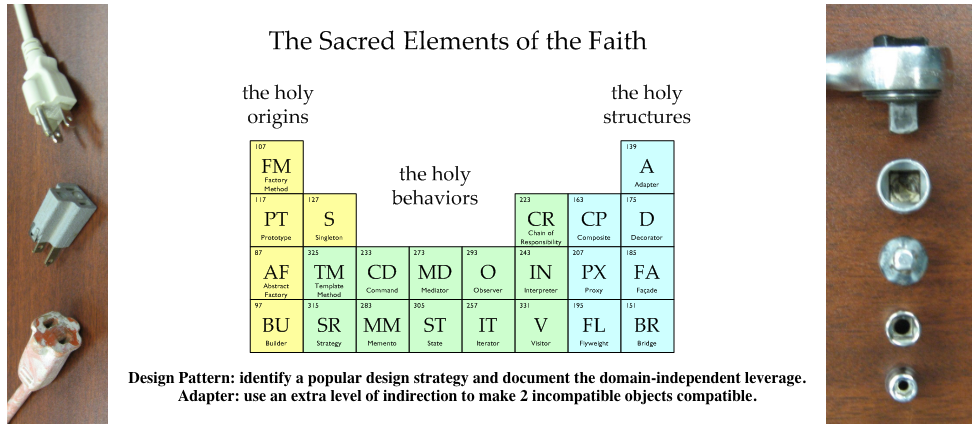 The Sacred Elements of the Faith
the holy
origins
the holy
structures
the holy
behaviors
107
FM
Factory
Method
139
A
Adapter
117
PT
Prototype
127
S
Singleton
223
CR
Chain of
Responsibility
163
CP
Composite
175
D
Decorator
87
AF
Abstract
Factory
325
TM
Template
Method
233
CD
Command
273
MD
Mediator
293
O
Observer
243
IN
Interpreter
207
PX
Proxy
185
FA
Façade
97
BU
Builder
315
SR
Strategy
283
MM
Memento
305
ST
State
257
IT
Iterator
331
V
Visitor
195
FL
Flyweight
151
BR
Bridge
Design Pattern: identify a popular design strategy and document the domain-independent leverage.
Adapter: use an extra level of indirection to make 2 incompatible objects compatible.